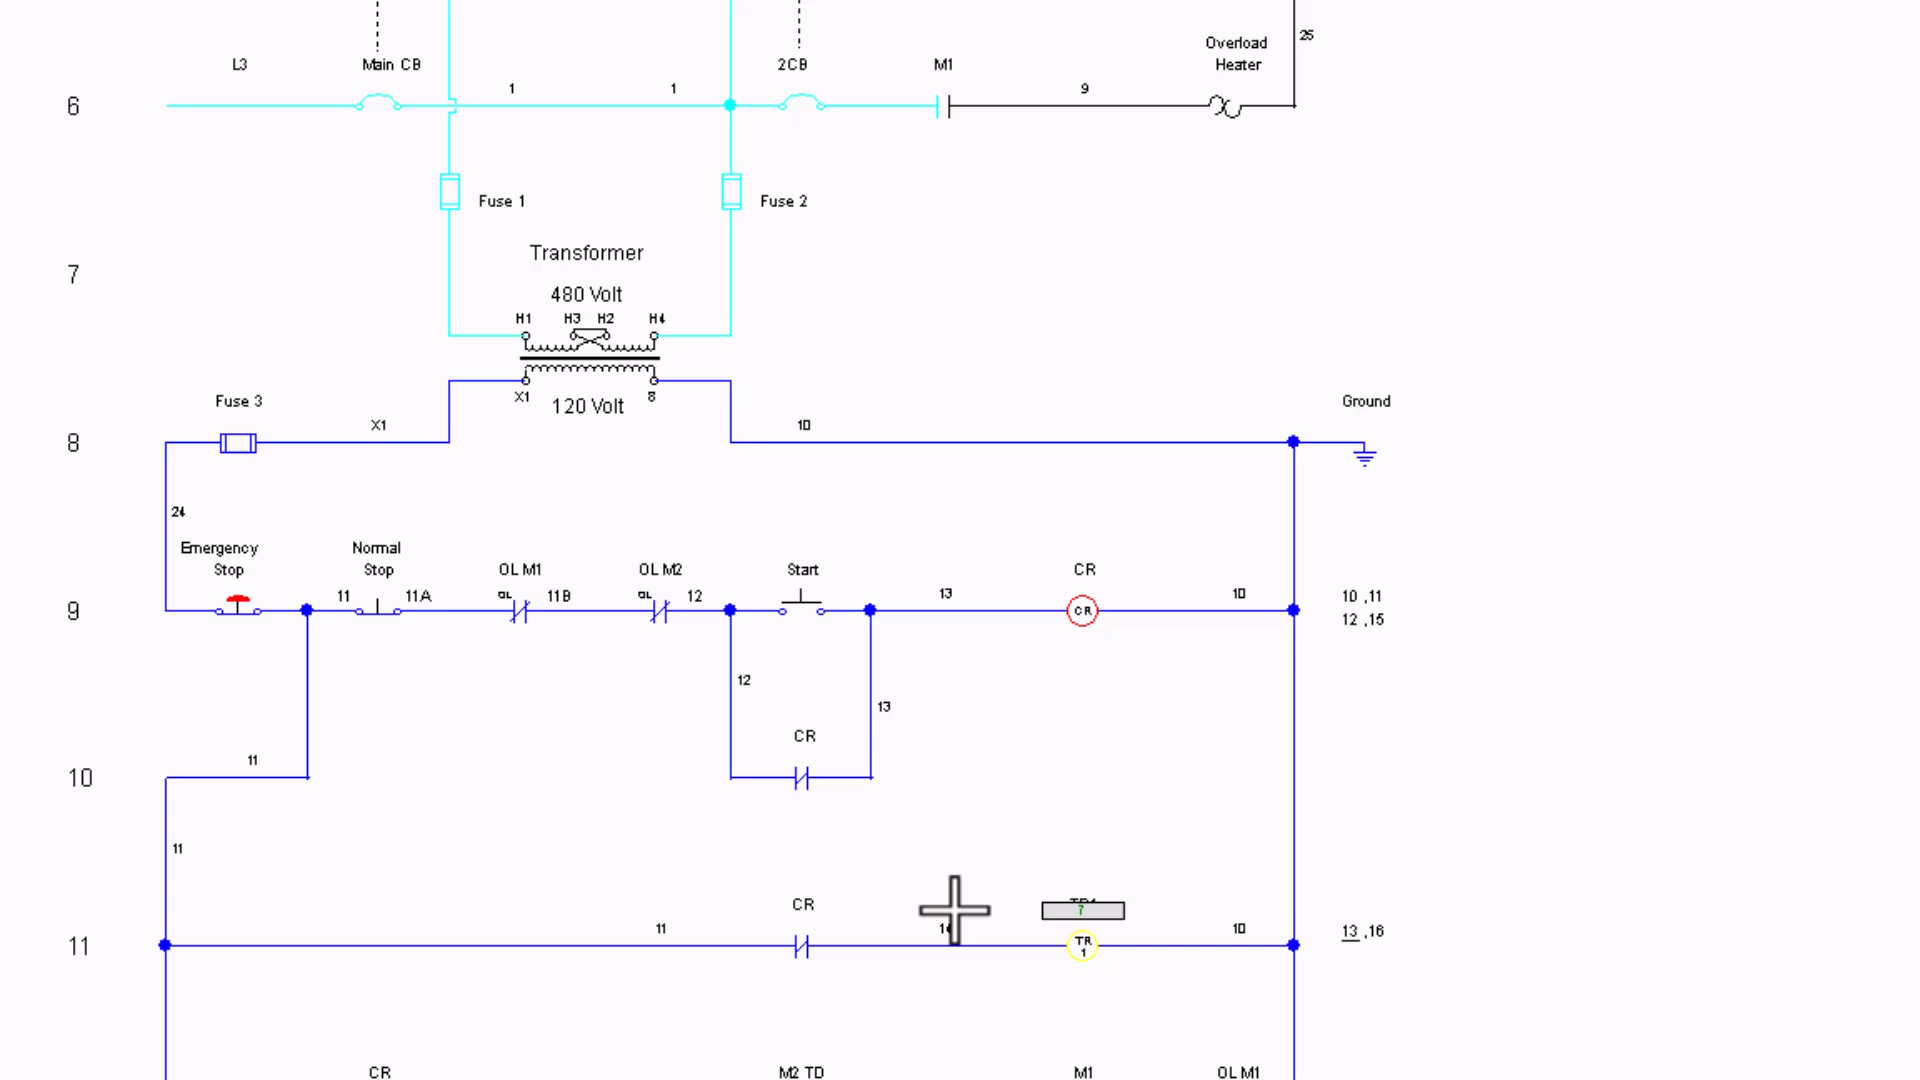 25
Overload
Heater
L3
Main CB
2CB
M1
1
1
9
6
Fuse 1
Fuse 2
Transformer
7
480 Volt
H1
H3
H2
H4
X1
8
120 Volt
Fuse 3
Ground
X1
10
8
24
Emergency
Stop
Normal
Stop
OL M1
OL M2
Start
CR
11
11A
OL
11B
OL
12
13
10
10 ,11
9
CR
12 ,15
12
13
CR
11
10
11
CR
7
11
10
13 ,16
11
TR
1
CR
M2 TD
M1
OL M1